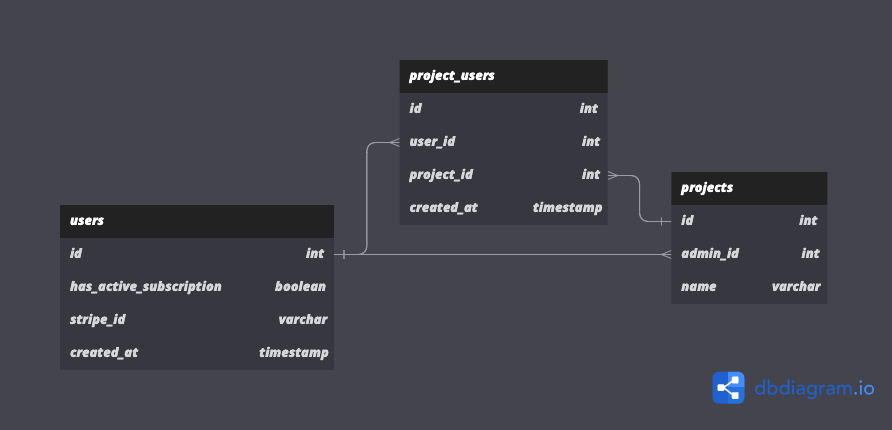 project_users
id int
user_id int
project_id int
created_at timestamp
projects
id int
admin_id int
name varchar
users
id int
has_active_subscription boolean
stripe_id varchar
created_at timestamp
dbdiagram.io